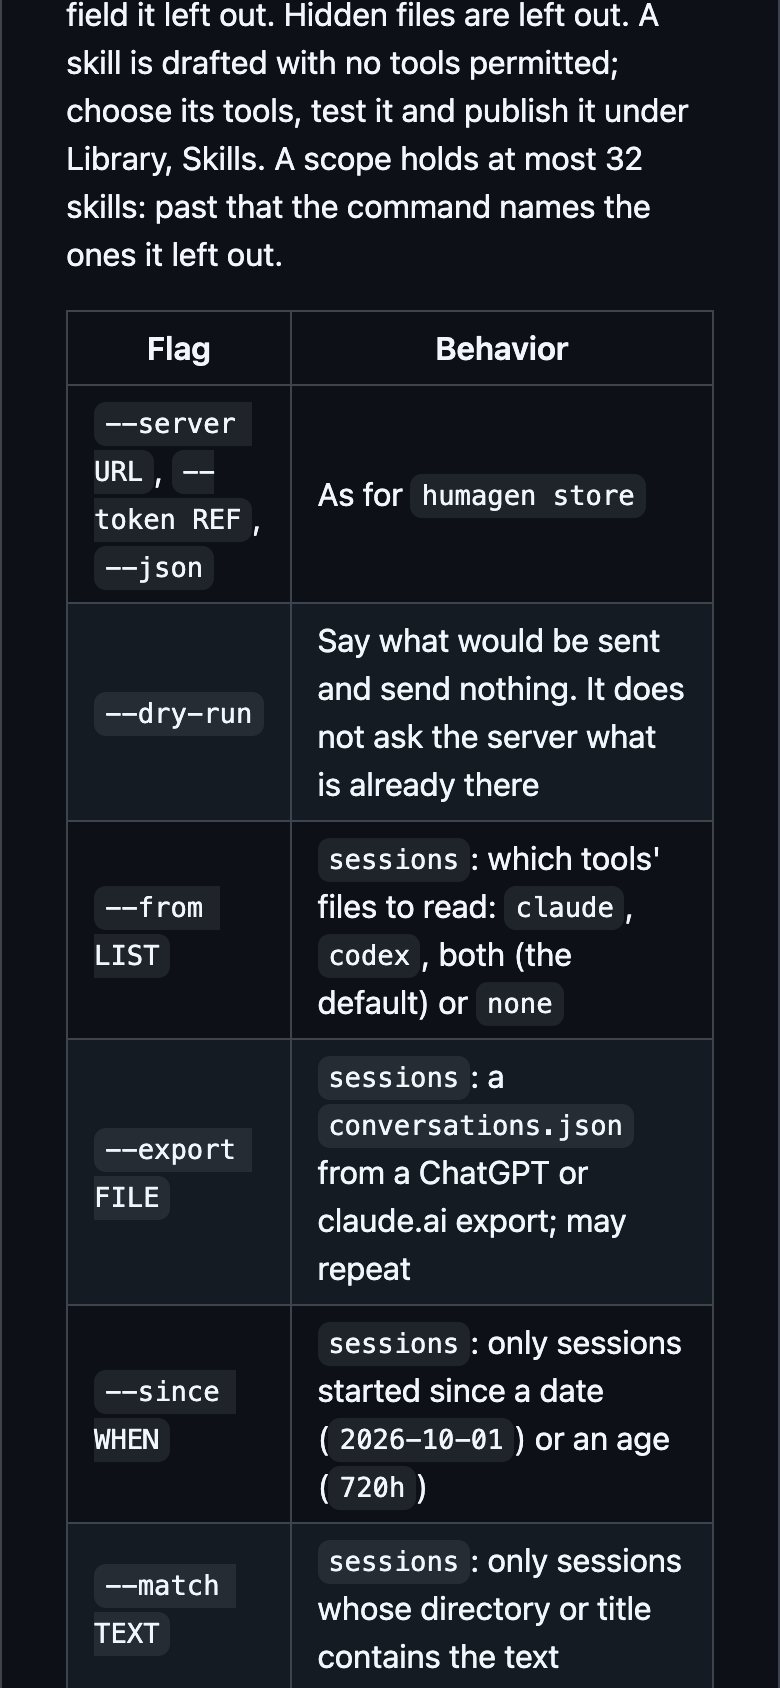 field it left out. Hidden files are left out. A
skill is drafted with no tools permitted;
choose its tools, test it and publish it under
Library, Skills. A scope holds at most 32
skills: past that the command names the
ones it left out.
Flag
Behavior
--server
URL, --
token REF,
--json
As for humagen store
--dry-run
Say what would be sent
and send nothing. It does
not ask the server what
is already there
--from
LIST
sessions: which tools'
files to read: claude,
codex, both (the
default) or none
--export
FILE
sessions: a
conversations.json
from a ChatGPT or
claude.ai export; may
repeat
--since
WHEN
sessions: only sessions
started since a date
(2026-10-01) or an age
(720h)
--match
TEXT
sessions: only sessions
whose directory or title
contains the text